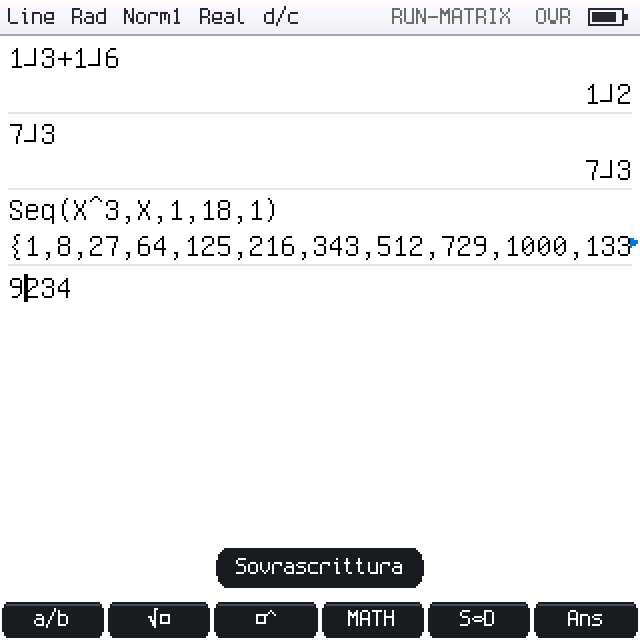 Line Rad Norm1 Real d/c RUN-MATRIX OVR
1┘3+1┘6
1┘2
7┘3
7┘3
Seq(X^3,X,1,18,1)
{1,8,27,64,125,216,343,512,729,1000,133
9234
Sovrascrittura
a/b √□ □^ MATH S=D Ans